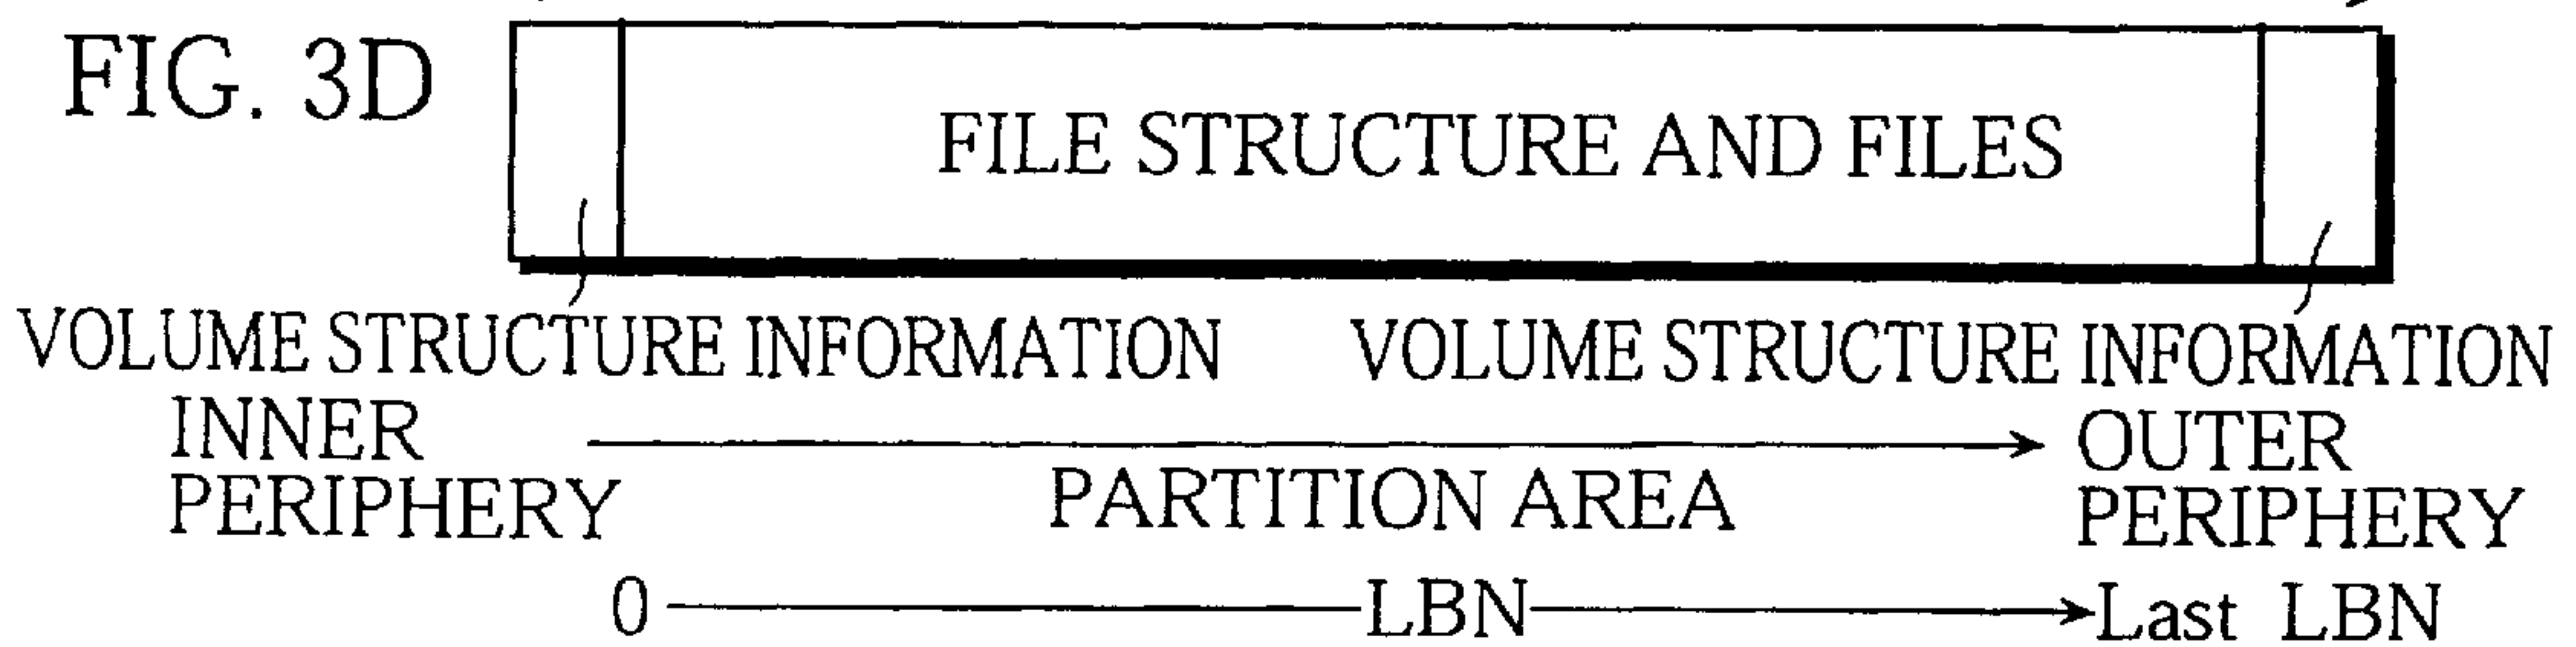 FIG. 3D
FILE STRUCTURE AND FILES
VOLUME STRUCTURE INFORMATION
VOLUME STRUCTURE INFORMATION
INNER
PERIPHERY
OUTER
PERIPHERY
PARTITION AREA
0 LBN Last LBN